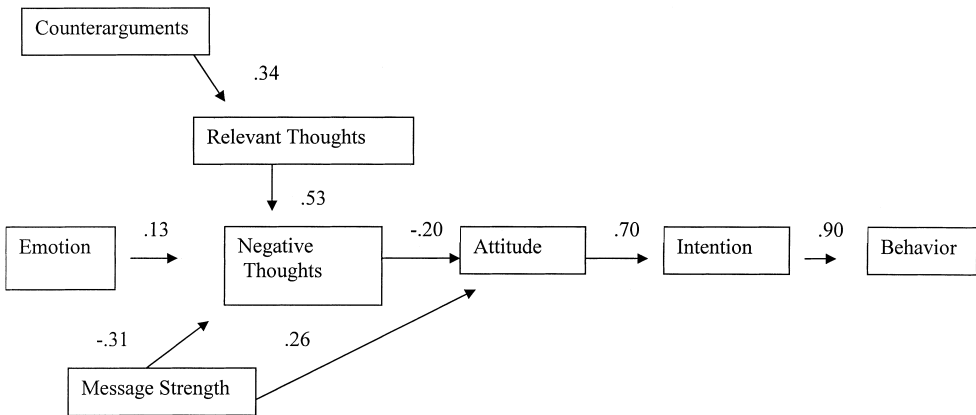 Counterarguments
.34
Relevant Thoughts
.53
Emotion
.13
Negative
Thoughts
-.20
Attitude
.70
Intention
.90
Behavior
-.31
.26
Message Strength